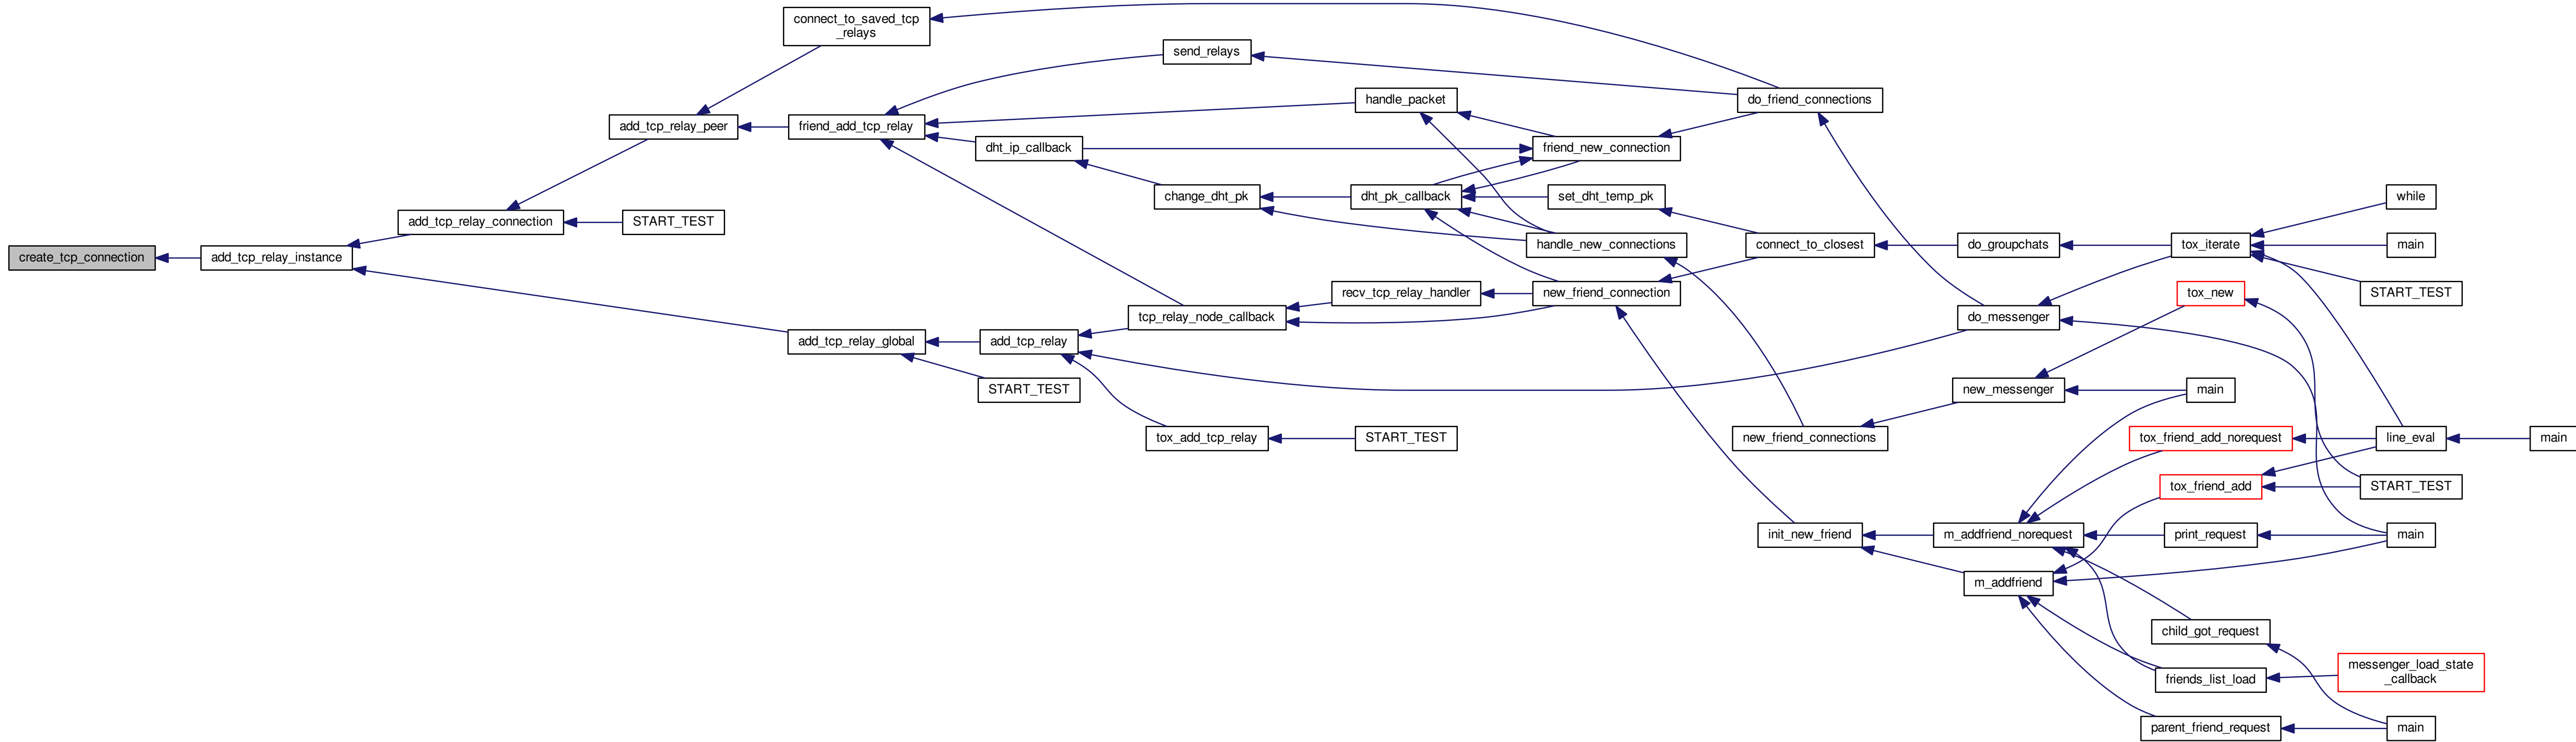 connect_to_saved_tcp
_relays
send_relays
handle_packet
do_friend_connections
add_tcp_relay_peer
friend_add_tcp_relay
dht_ip_callback
friend_new_connection
change_dht_pk
dht_pk_callback
set_dht_temp_pk
while
add_tcp_relay_connection
START_TEST
create_tcp_connection
add_tcp_relay_instance
handle_new_connections
connect_to_closest
do_groupchats
tox_iterate
main
recv_tcp_relay_handler
new_friend_connection
tox_new
START_TEST
tcp_relay_node_callback
do_messenger
add_tcp_relay_global
add_tcp_relay
START_TEST
new_messenger
main
tox_add_tcp_relay
START_TEST
new_friend_connections
tox_friend_add_norequest
line_eval
main
tox_friend_add
START_TEST
init_new_friend
m_addfriend_norequest
print_request
main
m_addfriend
child_got_request
friends_list_load
messenger_load_state
_callback
parent_friend_request
main